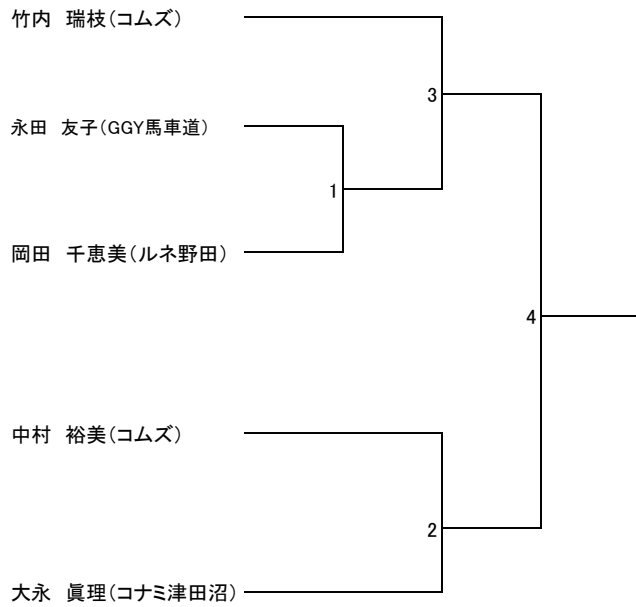 竹内　瑞枝（コムズ）
3
永田　友子（GGY馬車道）
1
岡田　千恵美（ルネ野田）
4
中村　裕美（コムズ）
2
大永　眞理（コナミ津田沼）